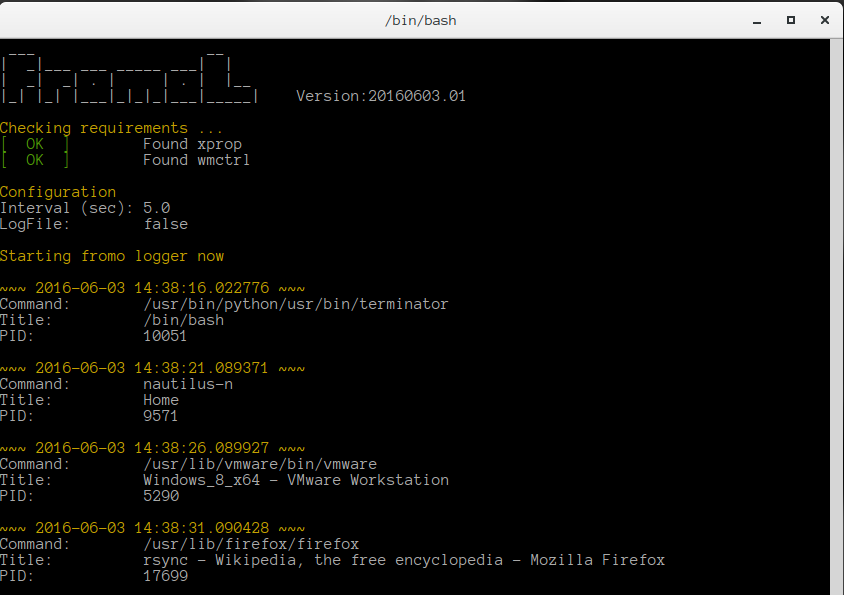 /bin/bash
FromoL
Version:20160603.01
Checking requirements ...
[  OK  ]        Found xprop
[  OK  ]        Found wmctrl
Configuration
Interval (sec): 5.0
LogFile:        false
Starting fromo logger now
~~~ 2016-06-03 14:38:16.022776 ~~~
Command:        /usr/bin/python/usr/bin/terminator
Title:          /bin/bash
PID:            10051
~~~ 2016-06-03 14:38:21.089371 ~~~
Command:        nautilus-n
Title:          Home
PID:            9571
~~~ 2016-06-03 14:38:26.089927 ~~~
Command:        /usr/lib/vmware/bin/vmware
Title:          Windows_8_x64 - VMware Workstation
PID:            5290
~~~ 2016-06-03 14:38:31.090428 ~~~
Command:        /usr/lib/firefox/firefox
Title:          rsync - Wikipedia, the free encyclopedia - Mozilla Firefox
PID:            17699